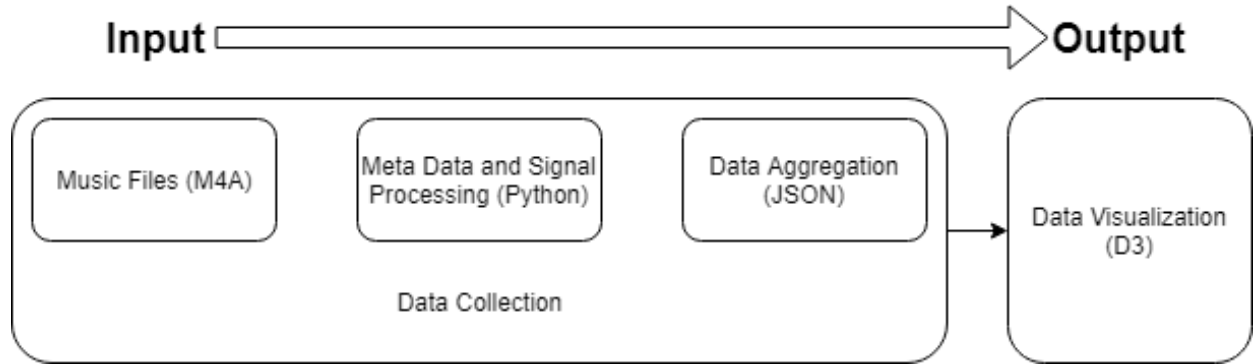 Input
Output
Music Files (M4A)
Meta Data and Signal
Processing (Python)
Data Aggregation
(JSON)
Data Visualization
(D3)
Data Collection